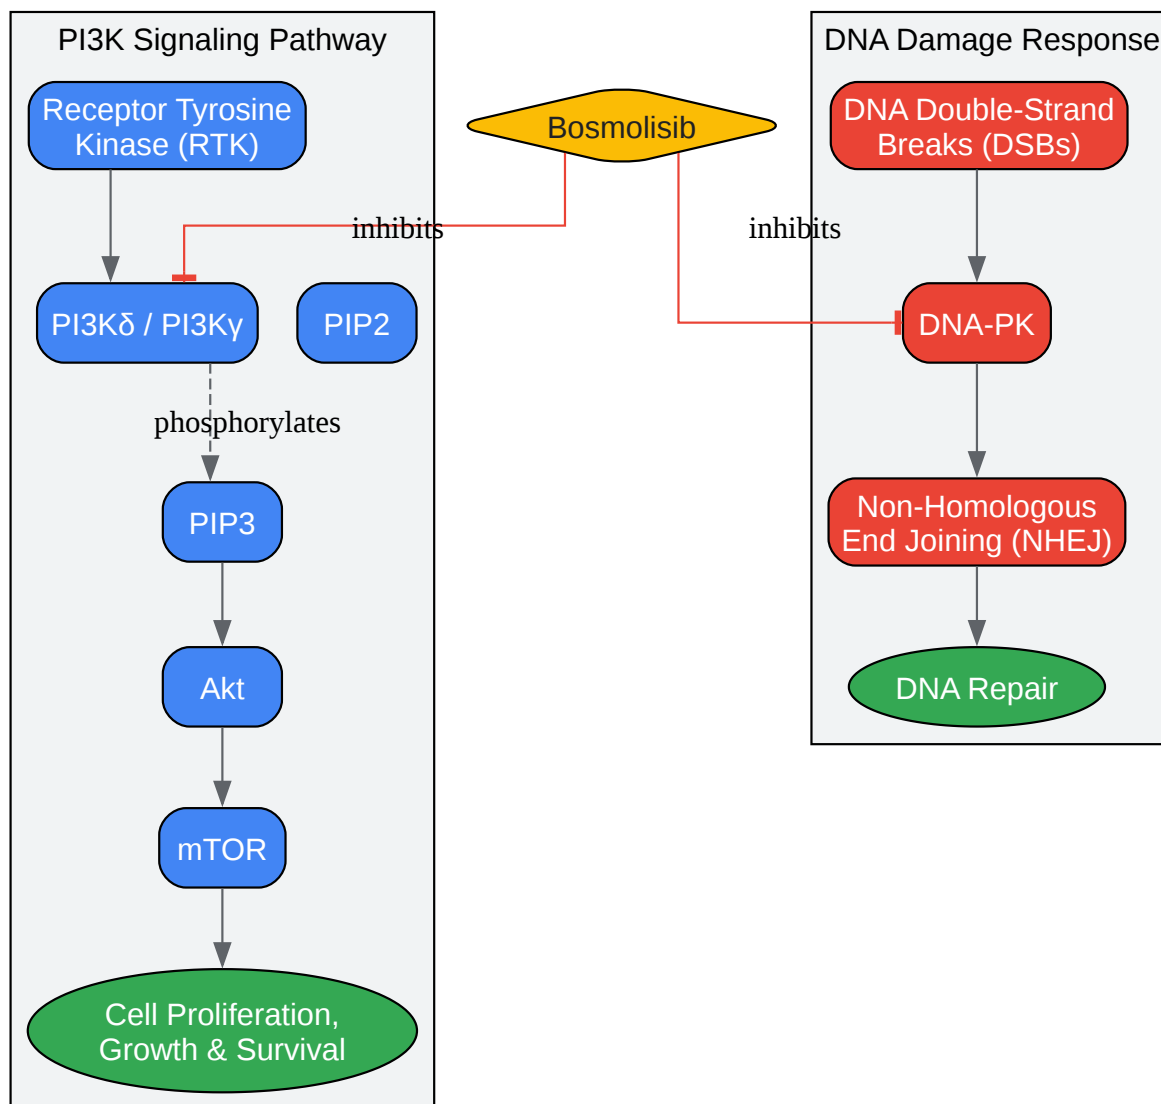 PI3K Signaling Pathway
Receptor Tyrosine
Kinase (RTK)
PI3Kδ / PI3Kγ
PIP2
phosphorylates
PIP3
Akt
mTOR
Cell Proliferation,
Growth & Survival
Bosmolisib
inhibits
inhibits
DNA Damage Response
DNA Double-Strand
Breaks (DSBs)
DNA-PK
Non-Homologous
End Joining (NHEJ)
DNA Repair